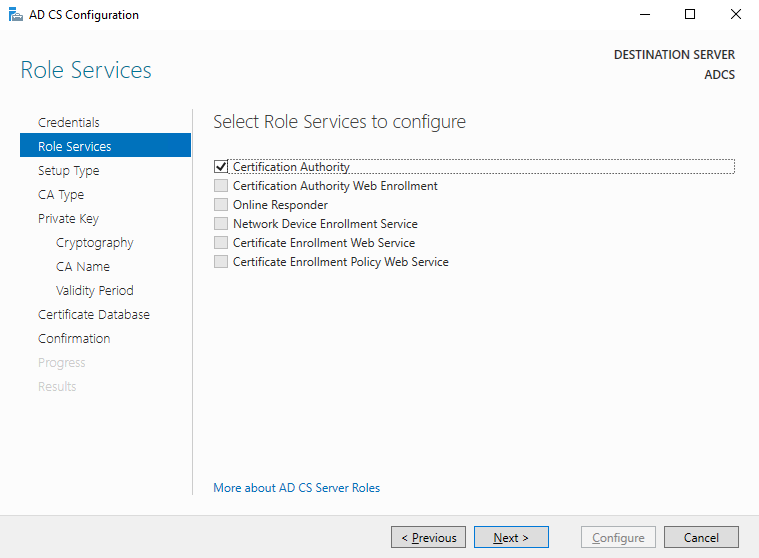 AD CS Configuration
Role Services
DESTINATION SERVER
ADCS
Credentials
Role Services
Setup Type
CA Type
Private Key
Cryptography
CA Name
Validity Period
Certificate Database
Confirmation
Progress
Results
Select Role Services to configure
Certification Authority
Certification Authority Web Enrollment
Online Responder
Network Device Enrollment Service
Certificate Enrollment Web Service
Certificate Enrollment Policy Web Service
More about AD CS Server Roles
< Previous
Next >
Configure
Cancel